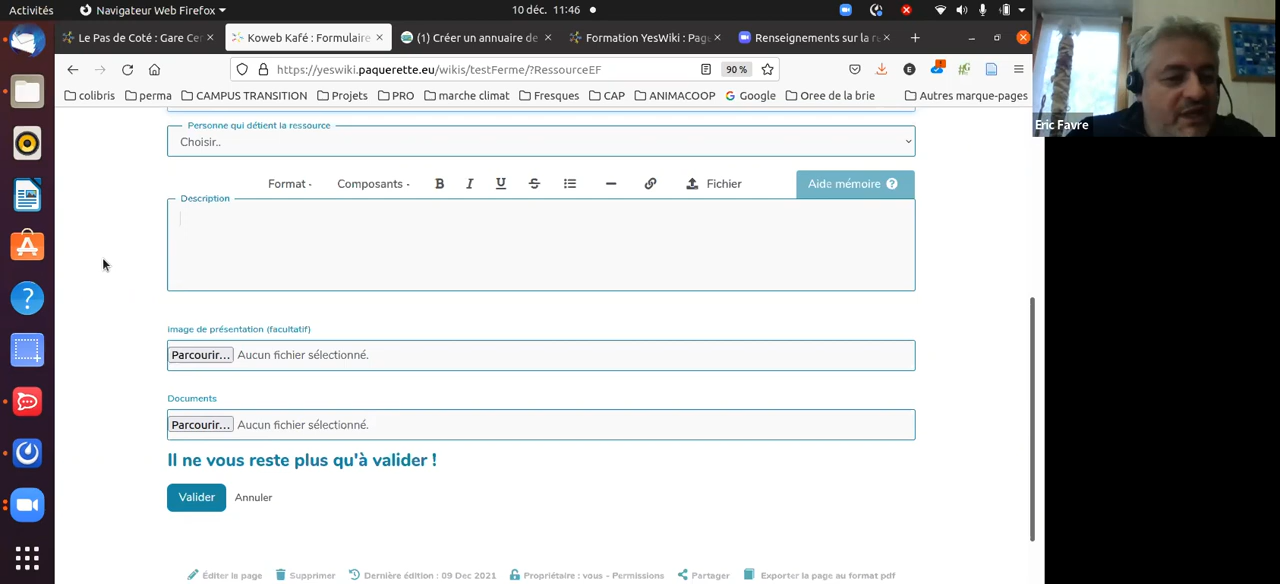 Activités
Navigateur Web Firefox
10 déc. 11:46
Le Pas de Coté : Gare Cer
Koweb Kafé : Formulaire
(1) Créer un annuaire de
Formation YesWiki : Pag
Renseignements sur la ré
https://yeswiki.paquerette.eu/wikis/testFerme/?RessourceEF
90 %
colibris
perma
CAMPUS TRANSITION
Projets
PRO
marche climat
Fresques
CAP
ANIMACOOP
Google
Oree de la brie
Autres marque-pages
Eric Favre
Personne qui détient la ressource
Choisir..
Format
Composants
B
I
U
S
Fichier
Aide mémoire
Description
Image de présentation (facultatif)
Parcourir... Aucun fichier sélectionné.
Documents
Parcourir... Aucun fichier sélectionné.
Il ne vous reste plus qu'à valider !
Valider
Annuler
Éditer la page
Supprimer
Dernière édition : 09 Dec 2021
Propriétaire : vous - Permissions
Partager
Exporter la page au format pdf